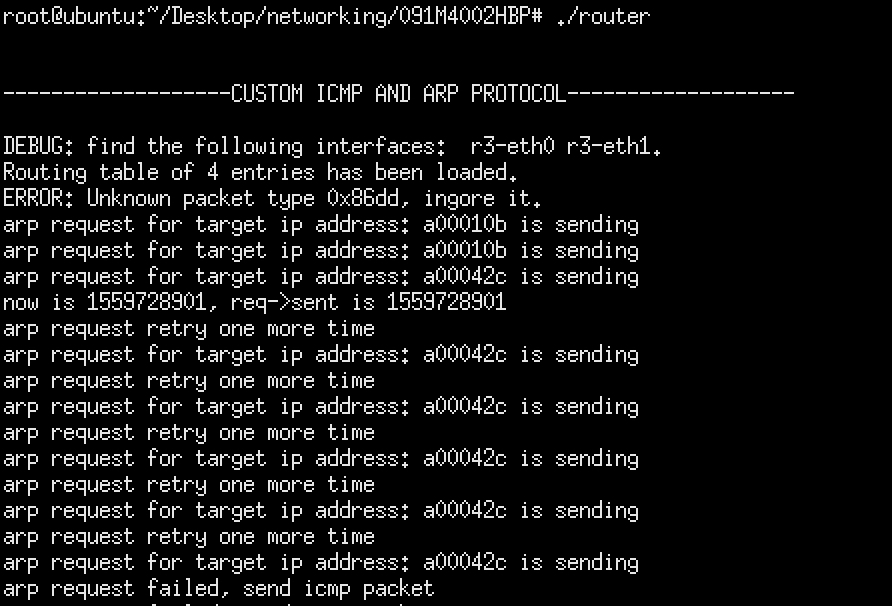 root@ubuntu:~/Desktop/networking/091M4002HBP# ./router
-------------------CUSTOM ICMP AND ARP PROTOCOL-------------------
DEBUG: find the following interfaces:  r3-eth0 r3-eth1.
Routing table of 4 entries has been loaded.
ERROR: Unknown packet type 0x86dd, ingore it.
arp request for target ip address: a00010b is sending
arp request for target ip address: a00010b is sending
arp request for target ip address: a00042c is sending
now is 1559728901, req->sent is 1559728901
arp request retry one more time
arp request for target ip address: a00042c is sending
arp request retry one more time
arp request for target ip address: a00042c is sending
arp request retry one more time
arp request for target ip address: a00042c is sending
arp request retry one more time
arp request for target ip address: a00042c is sending
arp request retry one more time
arp request for target ip address: a00042c is sending
arp request failed, send icmp packet